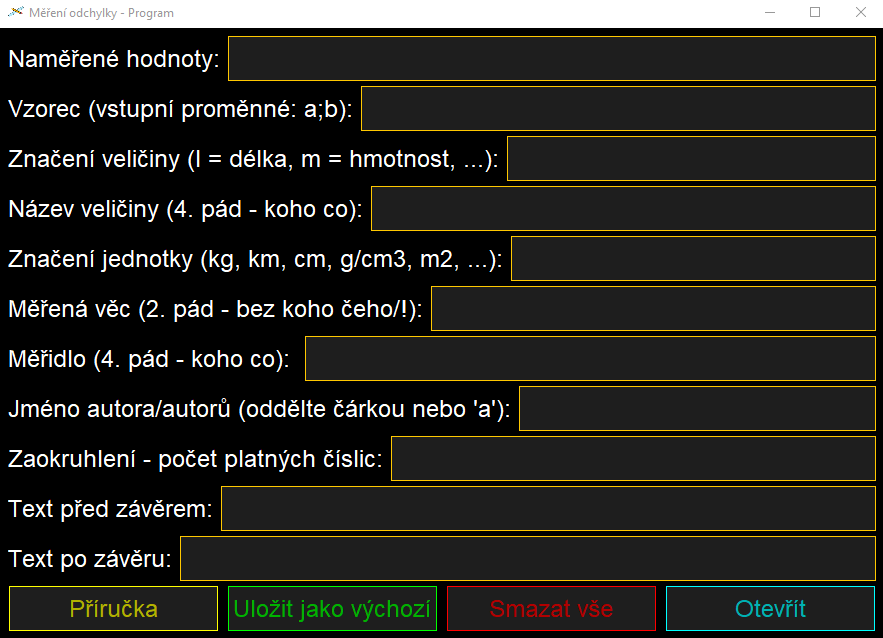 Měření odchylky - Program
Naměřené hodnoty:
Vzorec (vstupní proměnné: a;b):
Značení veličiny (l = délka, m = hmotnost, ...):
Název veličiny (4. pád - koho co):
Značení jednotky (kg, km, cm, g/cm3, m2, ...):
Měřená věc (2. pád - bez koho čeho/!):
Měřidlo (4. pád - koho co):
Jméno autora/autorů (oddělte čárkou nebo 'a'):
Zaokruhlení - počet platných číslic:
Text před závěrem:
Text po závěru:
Příručka Uložit jako výchozí Smazat vše Otevřít